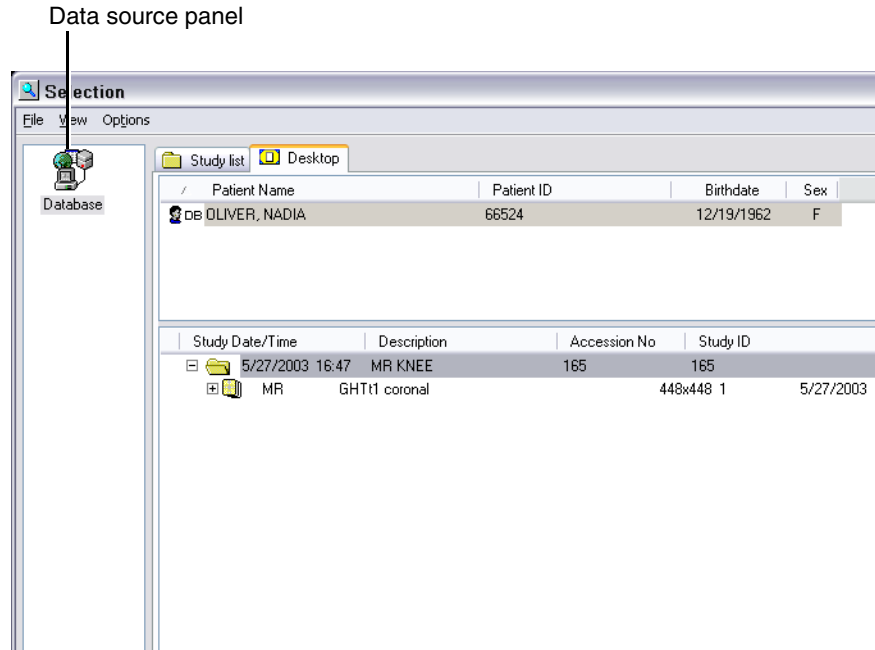 Data source panel
Selection
File View Options
Database
Study list Desktop
Patient Name Patient ID Birthdate Sex
DB OLIVER, NADIA 66524 12/19/1962 F
Study Date/Time Description Accession No Study ID
5/27/2003 16:47 MR KNEE 165 165
MR GHTt1 coronal 448x448 1 5/27/2003